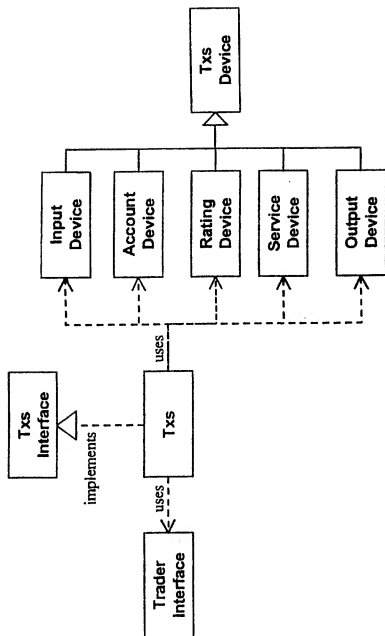 Txs
Interface
implements
Trader
Interface
uses
Txs
uses
Input
Device
Account
Device
Rating
Device
Service
Device
Output
Device
Txs
Device